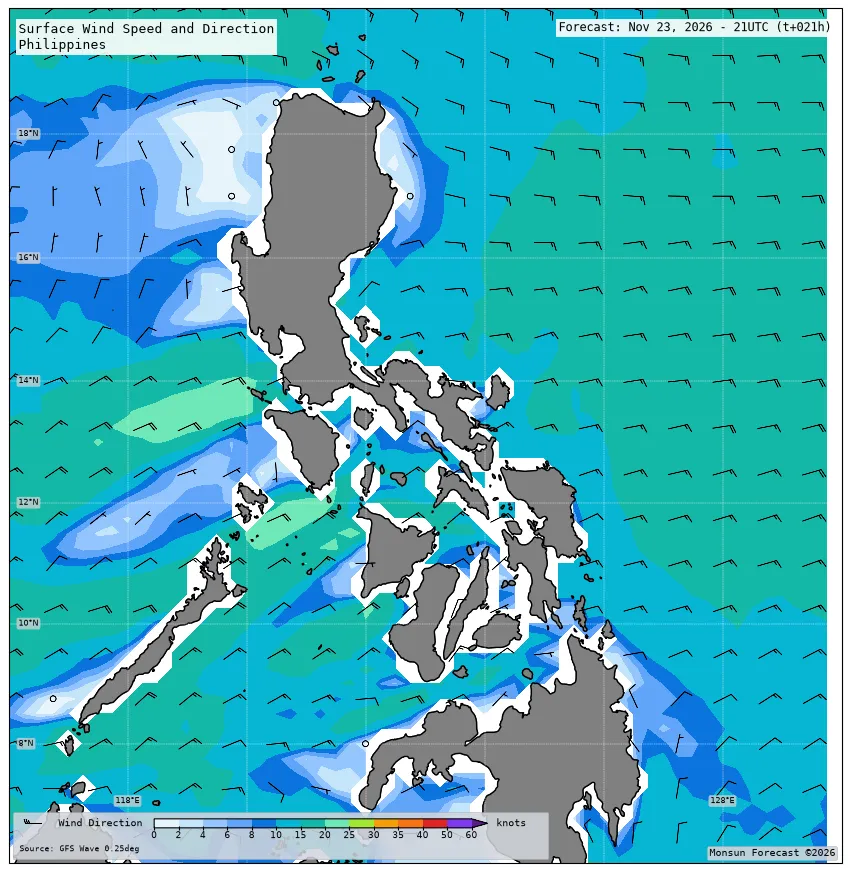 Surface Wind Speed and Direction
Philippines
Forecast: Nov 23, 2026 - 21UTC (t+021h)
18°N
16°N
14°N
12°N
10°N
8°N
118°E
128°E
Wind Direction
0 2 4 6 8 10 15 20 25 30 35 40 50 60
knots
Source: GFS Wave 0.25deg
Monsun Forecast ©2026